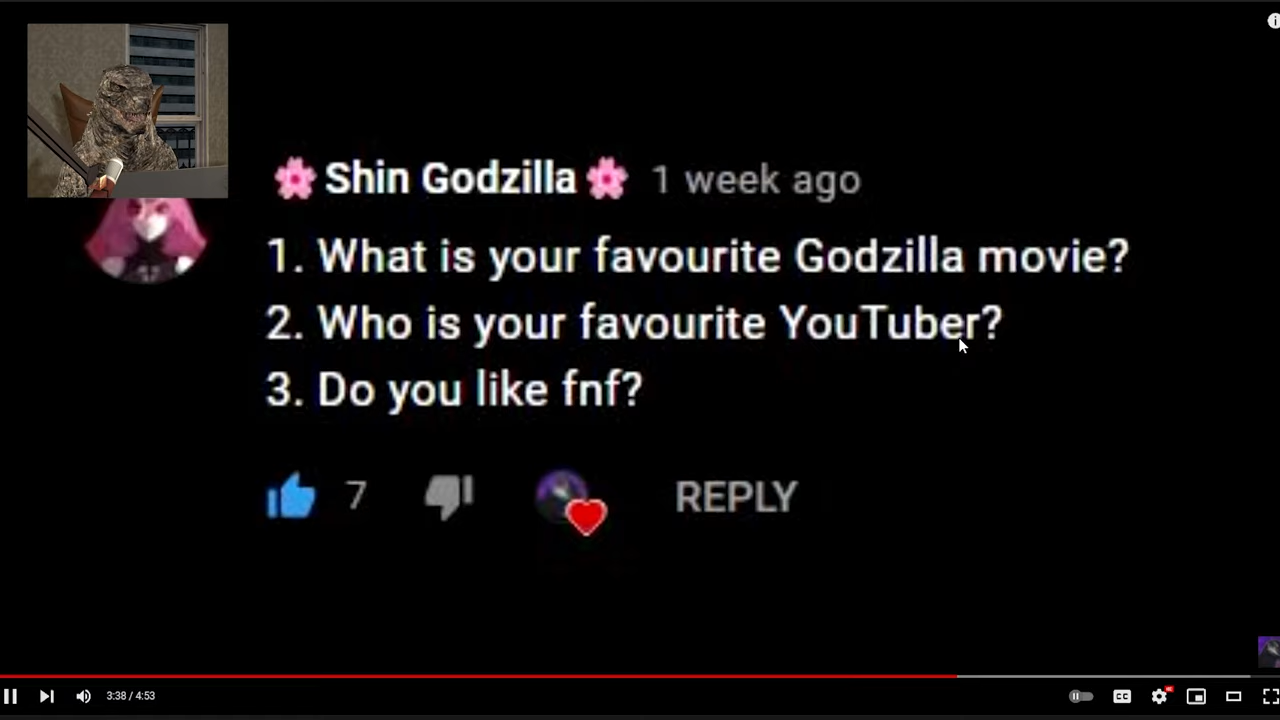 🌸 Shin Godzilla 🌸 1 week ago
1. What is your favourite Godzilla movie?
2. Who is your favourite YouTuber?
3. Do you like fnf?
7 REPLY
3:38 / 4:53 CC